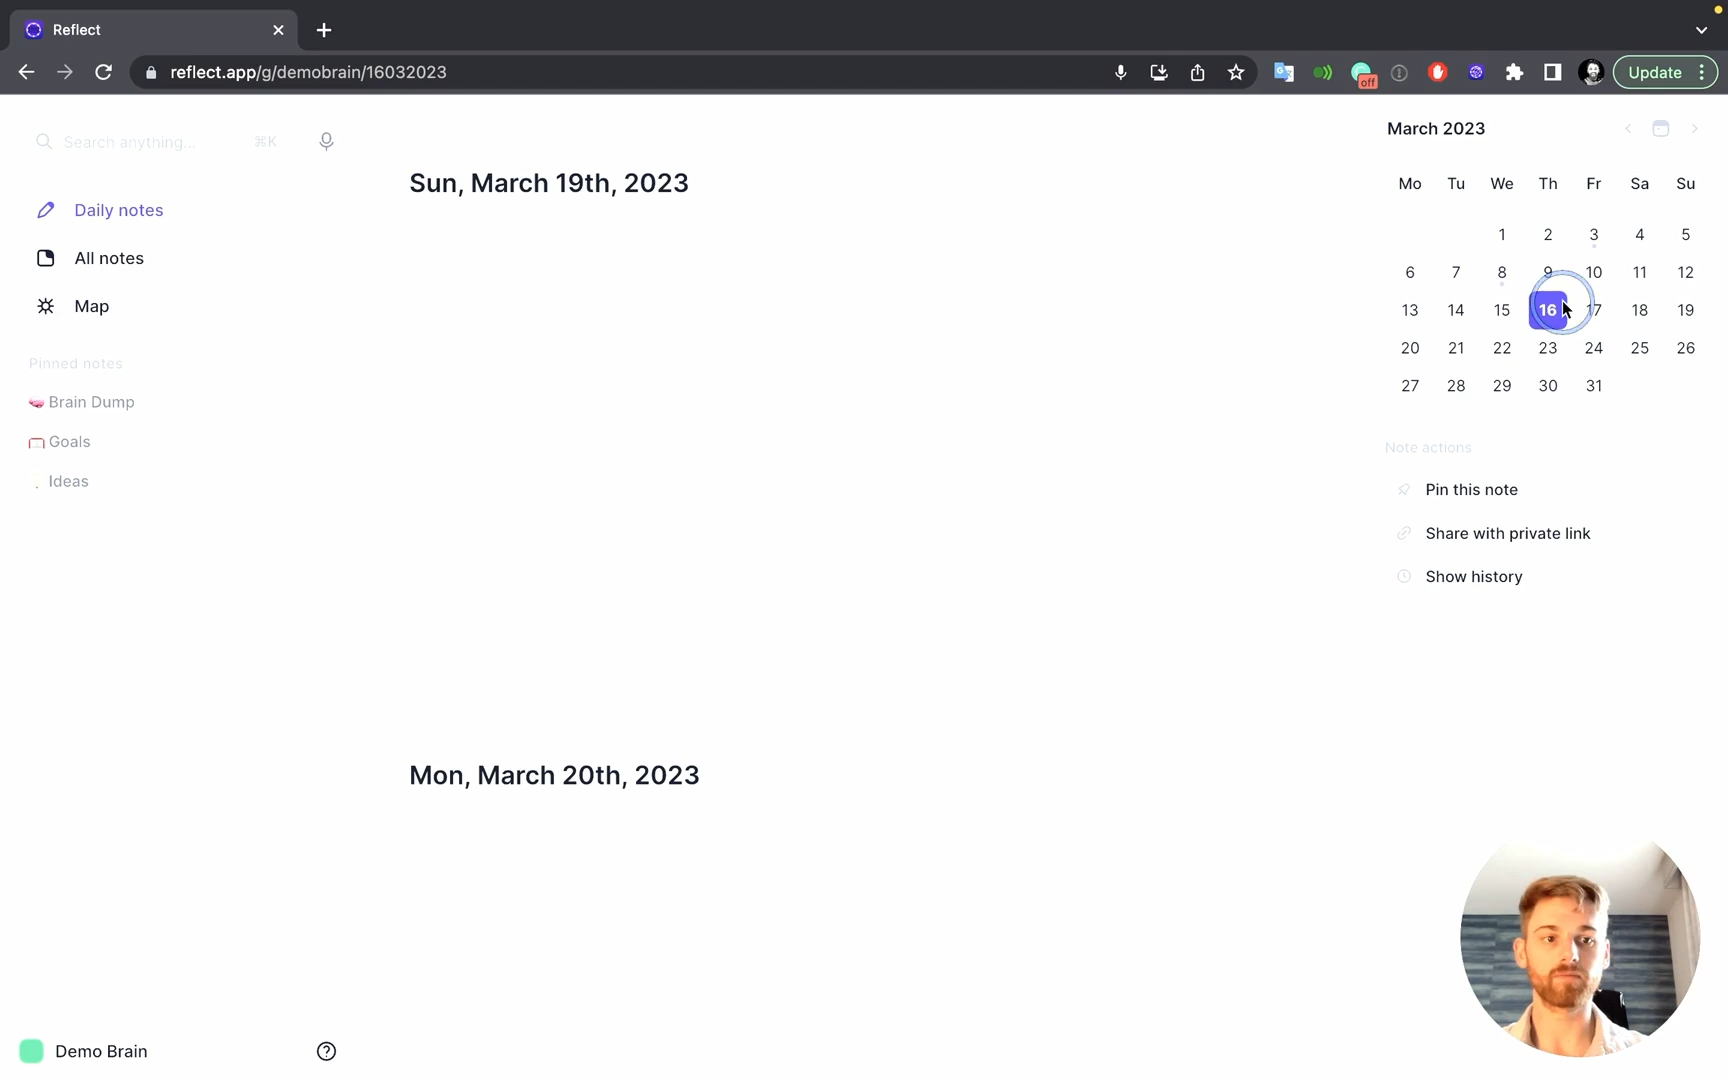 Reflect
reflect.app/g/demobrain/16032023
off
Update
Search anything...
⌘K
Daily notes
All notes
Map
Pinned notes
Brain Dump
Goals
Ideas
Demo Brain
Sun, March 19th, 2023
Mon, March 20th, 2023
March 2023
Mo Tu We Th Fr Sa Su
1 2 3 4 5
6 7 8 9 10 11 12
13 14 15 16 17 18 19
20 21 22 23 24 25 26
27 28 29 30 31
Note actions
Pin this note
Share with private link
Show history